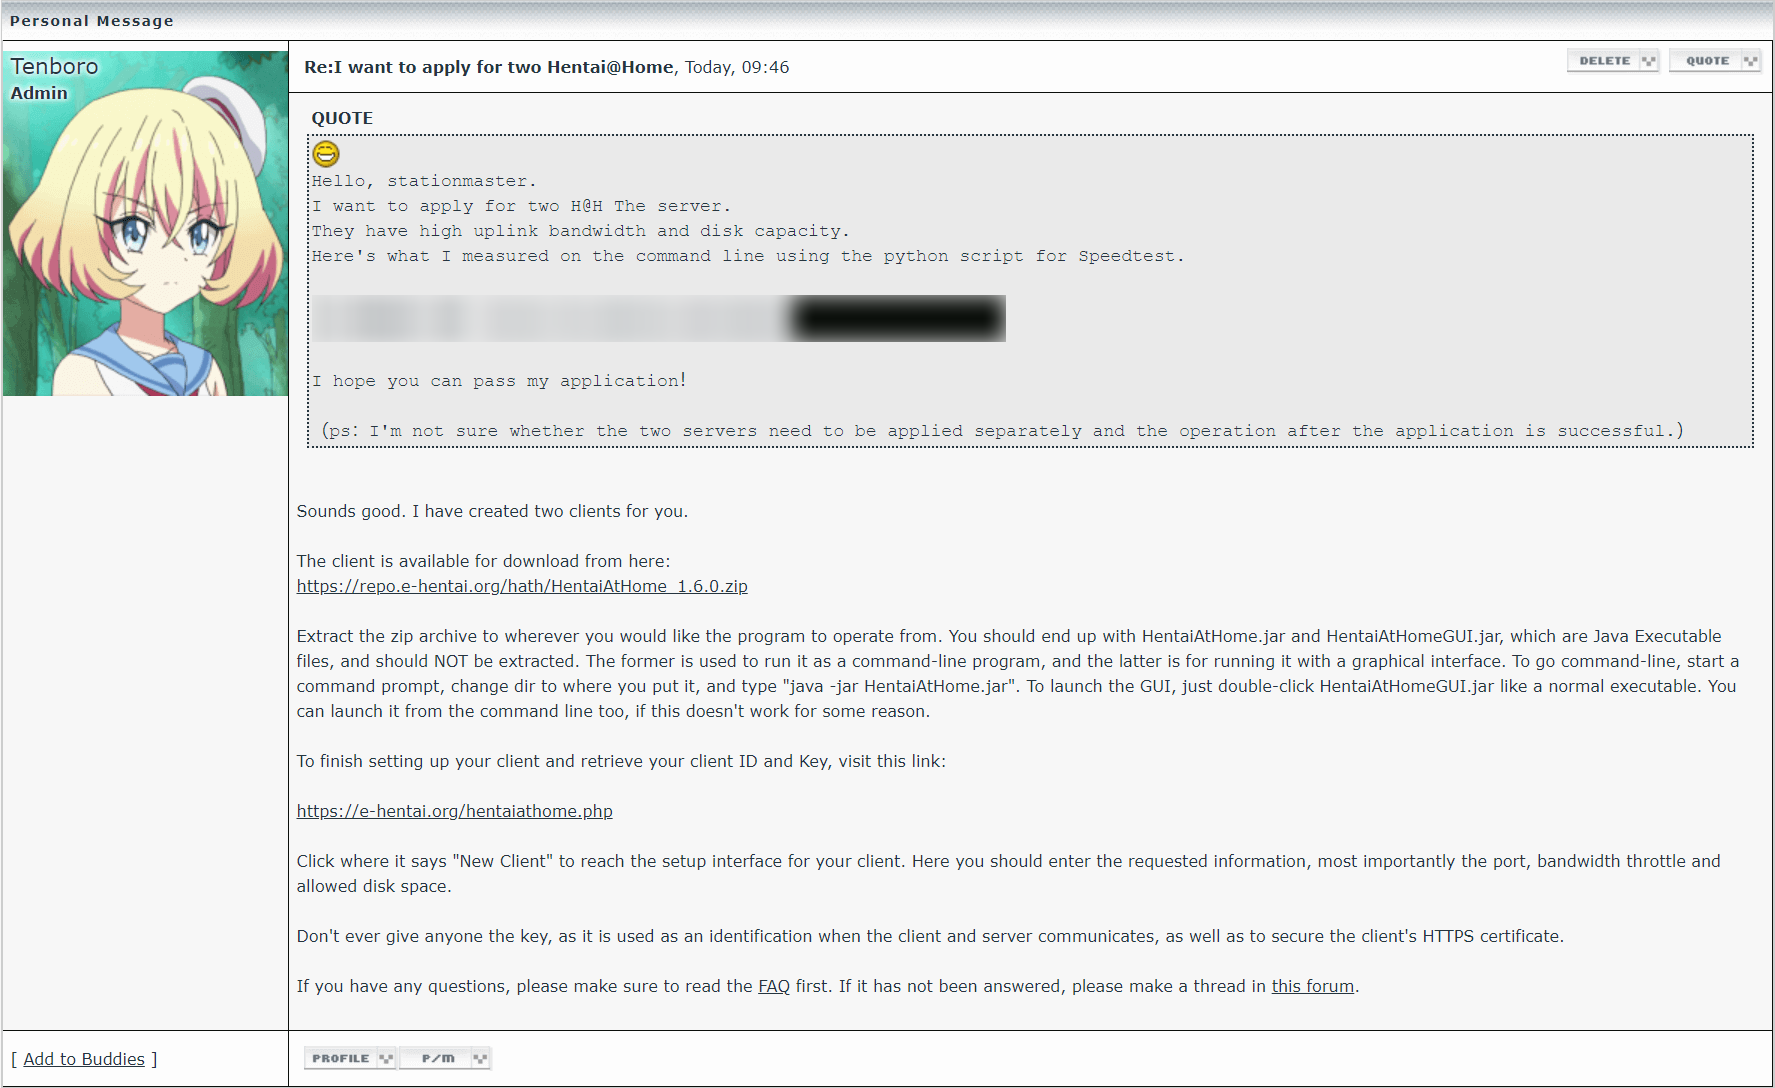 Personal Message
Tenboro
Admin
Re:I want to apply for two Hentai@Home, Today, 09:46
DELETE
QUOTE
QUOTE
Hello, stationmaster.
I want to apply for two H@H The server.
They have high uplink bandwidth and disk capacity.
Here's what I measured on the command line using the python script for Speedtest.
I hope you can pass my application!
(ps: I'm not sure whether the two servers need to be applied separately and the operation after the application is successful.)
Sounds good. I have created two clients for you.
The client is available for download from here:
https://repo.e-hentai.org/hath/HentaiAtHome_1.6.0.zip
Extract the zip archive to wherever you would like the program to operate from. You should end up with HentaiAtHome.jar and HentaiAtHomeGUI.jar, which are Java Executable
files, and should NOT be extracted. The former is used to run it as a command-line program, and the latter is for running it with a graphical interface. To go command-line, start a
command prompt, change dir to where you put it, and type "java -jar HentaiAtHome.jar". To launch the GUI, just double-click HentaiAtHomeGUI.jar like a normal executable. You
can launch it from the command line too, if this doesn't work for some reason.
To finish setting up your client and retrieve your client ID and Key, visit this link:
https://e-hentai.org/hentaiathome.php
Click where it says "New Client" to reach the setup interface for your client. Here you should enter the requested information, most importantly the port, bandwidth throttle and
allowed disk space.
Don't ever give anyone the key, as it is used as an identification when the client and server communicates, as well as to secure the client's HTTPS certificate.
If you have any questions, please make sure to read the FAQ first. If it has not been answered, please make a thread in this forum.
[ Add to Buddies ]
PROFILE
P/M